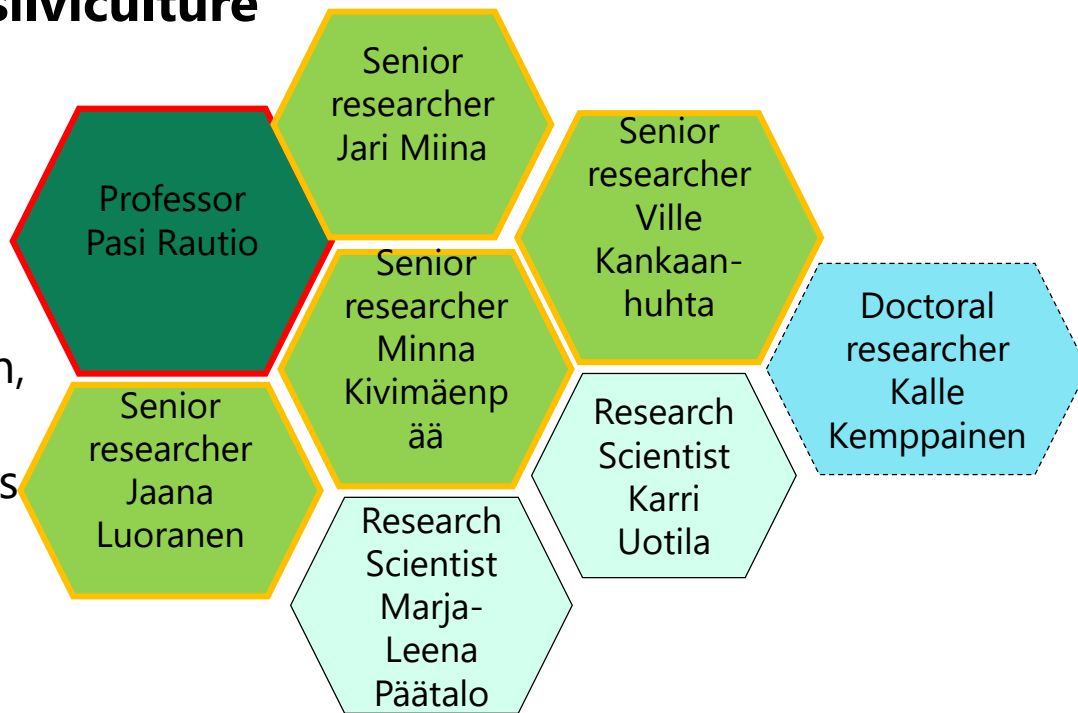 silviculture
Senior
researcher
Jari Miina
Professor
Pasi Rautio
Senior
researcher
Ville
Kankaan-
huhta
Senior
researcher
Minna
Kivimäenp
ää
Doctoral
researcher
Kalle
Kemppainen
n,
s
Senior
researcher
Jaana
Luoranen
Research
Scientist
Karri
Uotila
Research
Scientist
Marja-
Leena
Päätalo